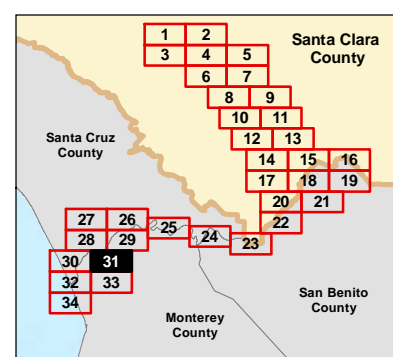 1 2
Santa Clara
County
3 4 5
6 7
8 9
10 11
12 13
Santa Cruz
County
14 15 16
17 18 19
20 21
22
27 26
25
24
23
28 29
30 31
32 33
34
San Benito
County
Monterey
County